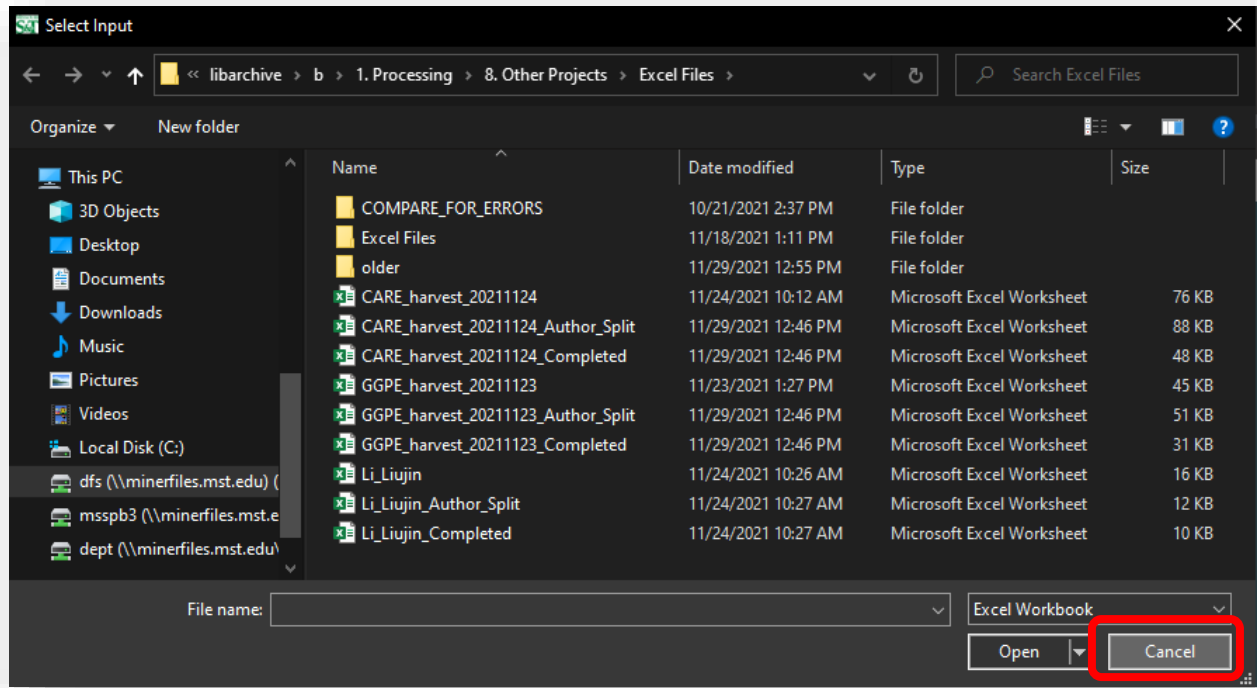 S&T Select Input
« libarchive › b › 1. Processing › 8. Other Projects › Excel Files › Search Excel Files
Organize New folder ?
Name Date modified Type Size
This PC
3D Objects
Desktop
Documents
Downloads
Music
Pictures
Videos
Local Disk (C:)
dfs (\\minerfiles.mst.edu) (
msspb3 (\\minerfiles.mst.e
dept (\\minerfiles.mst.edu\
COMPARE_FOR_ERRORS 10/21/2021 2:37 PM File folder
Excel Files 11/18/2021 1:11 PM File folder
older 11/29/2021 12:55 PM File folder
CARE_harvest_20211124 11/24/2021 10:12 AM Microsoft Excel Worksheet 76 KB
CARE_harvest_20211124_Author_Split 11/29/2021 12:46 PM Microsoft Excel Worksheet 88 KB
CARE_harvest_20211124_Completed 11/29/2021 12:46 PM Microsoft Excel Worksheet 48 KB
GGPE_harvest_20211123 11/23/2021 1:27 PM Microsoft Excel Worksheet 45 KB
GGPE_harvest_20211123_Author_Split 11/29/2021 12:46 PM Microsoft Excel Worksheet 51 KB
GGPE_harvest_20211123_Completed 11/29/2021 12:46 PM Microsoft Excel Worksheet 31 KB
Li_Liujin 11/24/2021 10:26 AM Microsoft Excel Worksheet 16 KB
Li_Liujin_Author_Split 11/24/2021 10:27 AM Microsoft Excel Worksheet 12 KB
Li_Liujin_Completed 11/24/2021 10:27 AM Microsoft Excel Worksheet 10 KB
File name: Excel Workbook
Open Cancel